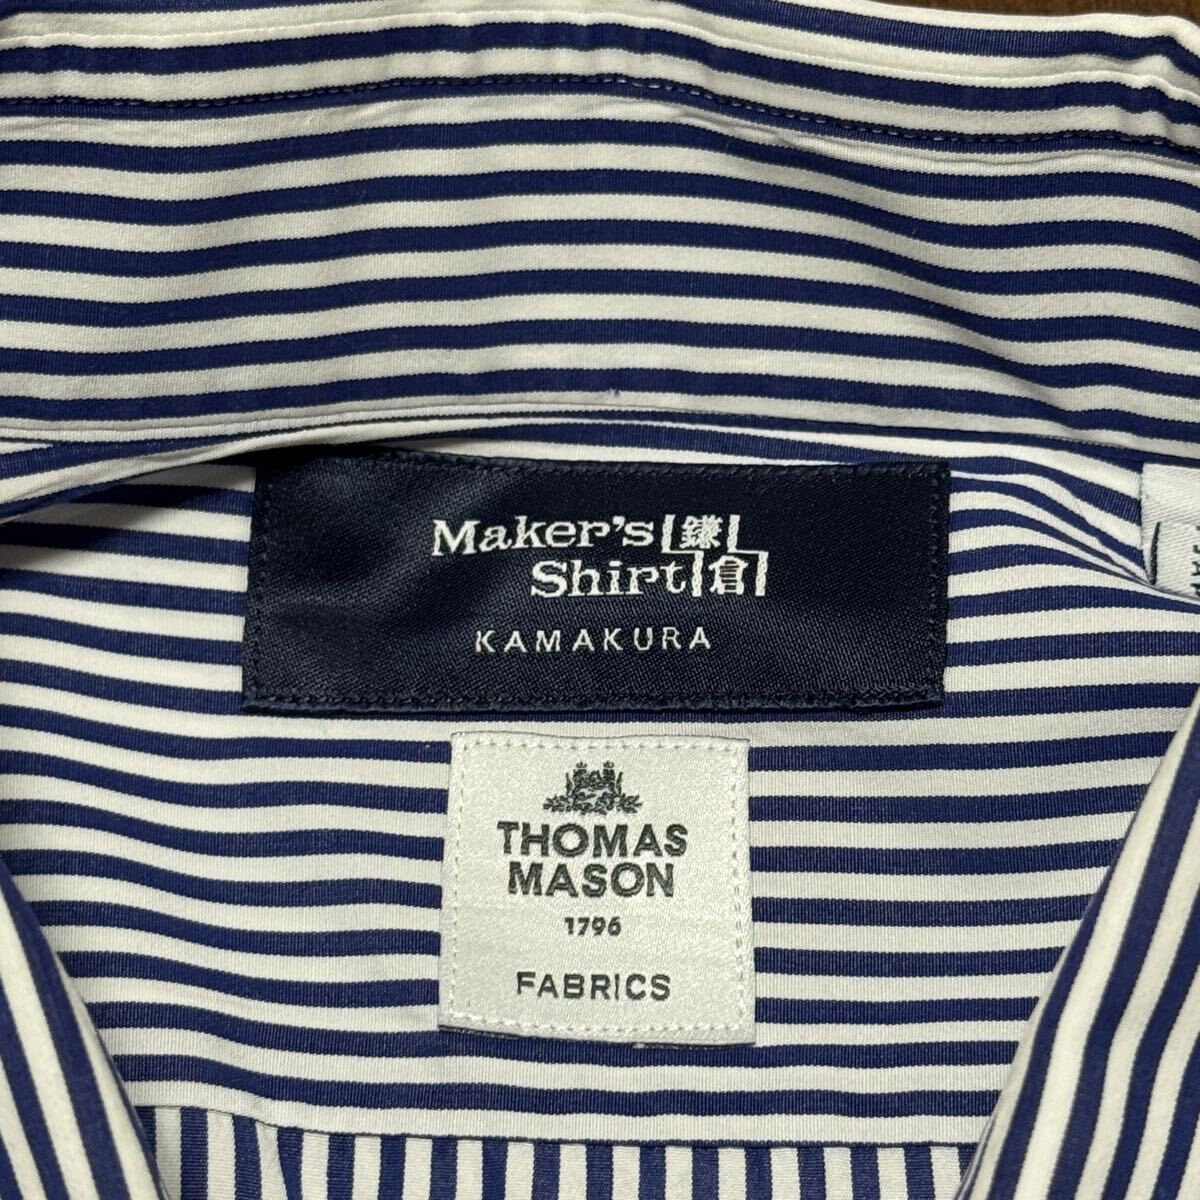 Maker's 鎌
Shirt 倉
KAMAKURA
THOMAS
MASON
1796
FABRICS